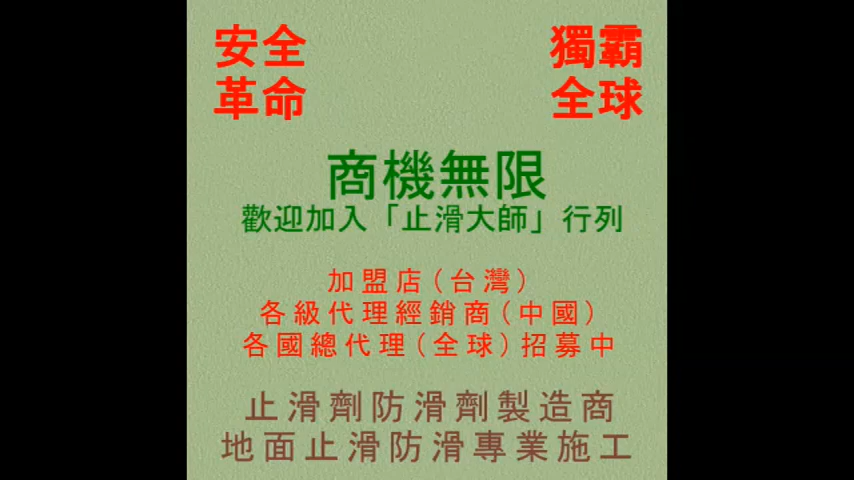 安全 獨霸
革命 全球
商機無限
歡迎加入「止滑大師」行列
加盟店(台灣)
各級代理經銷商(中國)
各國總代理(全球)招募中
止滑劑防滑劑製造商
地面止滑防滑專業施工